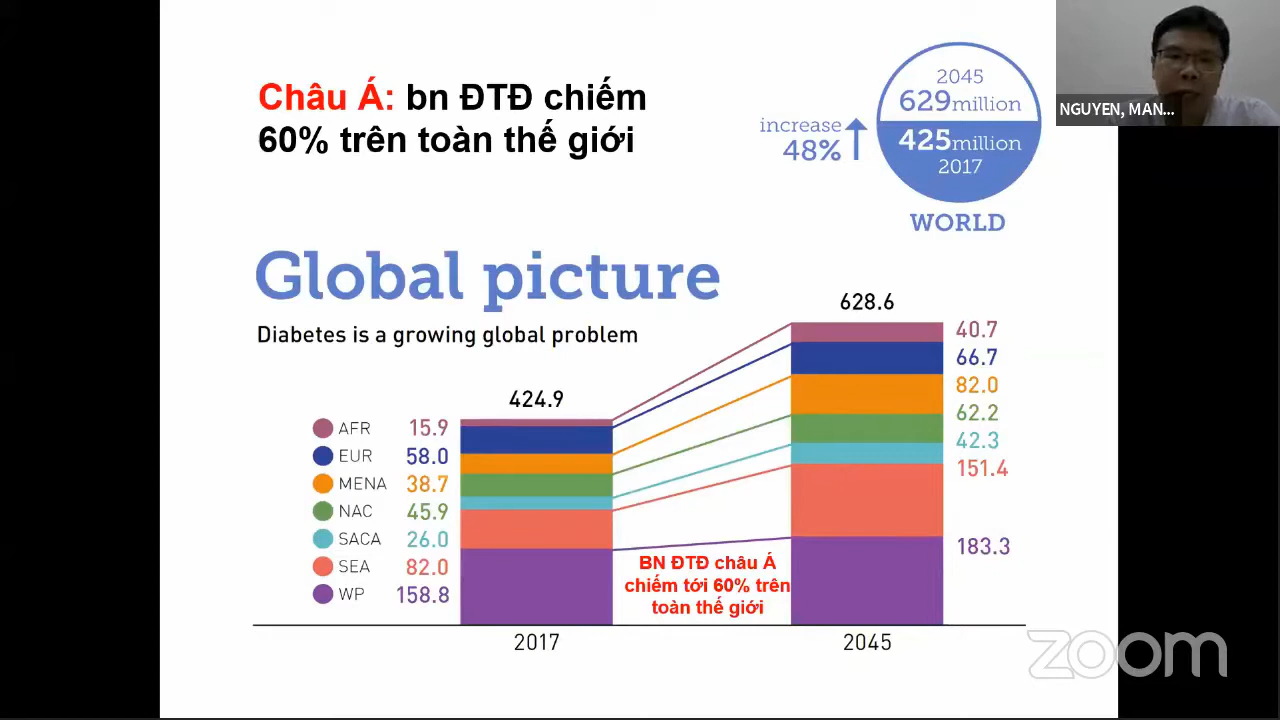 Châu Á: bn ĐTĐ chiếm
60% trên toàn thế giới
2045
629million
increase
48%
425million
2017
WORLD
NGUYEN, MAN...
Global picture
Diabetes is a growing global problem
424.9
628.6
AFR 15.9
EUR 58.0
MENA 38.7
NAC 45.9
SACA 26.0
SEA 82.0
WP 158.8
40.7
66.7
82.0
62.2
42.3
151.4
183.3
BN ĐTĐ châu Á
chiếm tới 60% trên
toàn thế giới
2017
2045
zoom